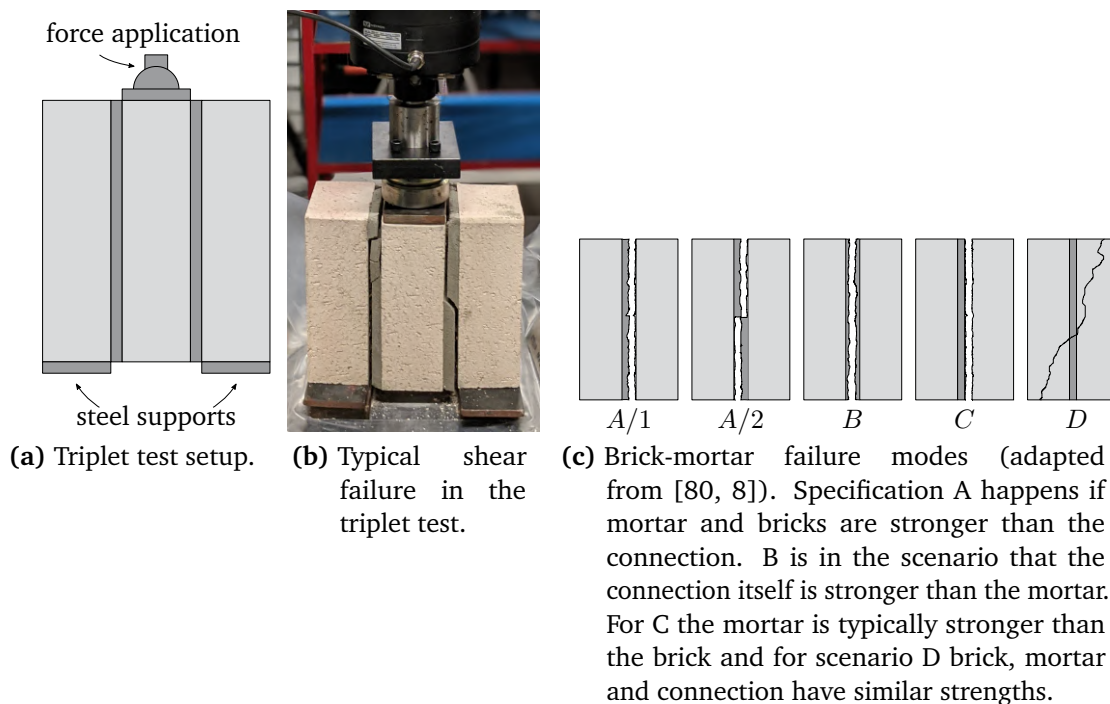 force application
steel supports
(a) Triplet test setup.
(b) Typical shear
failure in the
triplet test.
A/1 A/2 B C D
(c) Brick-mortar failure modes (adapted
from [80, 8]). Specification A happens if
mortar and bricks are stronger than the
connection. B is in the scenario that the
connection itself is stronger than the mortar.
For C the mortar is typically stronger than
the brick and for scenario D brick, mortar
and connection have similar strengths.